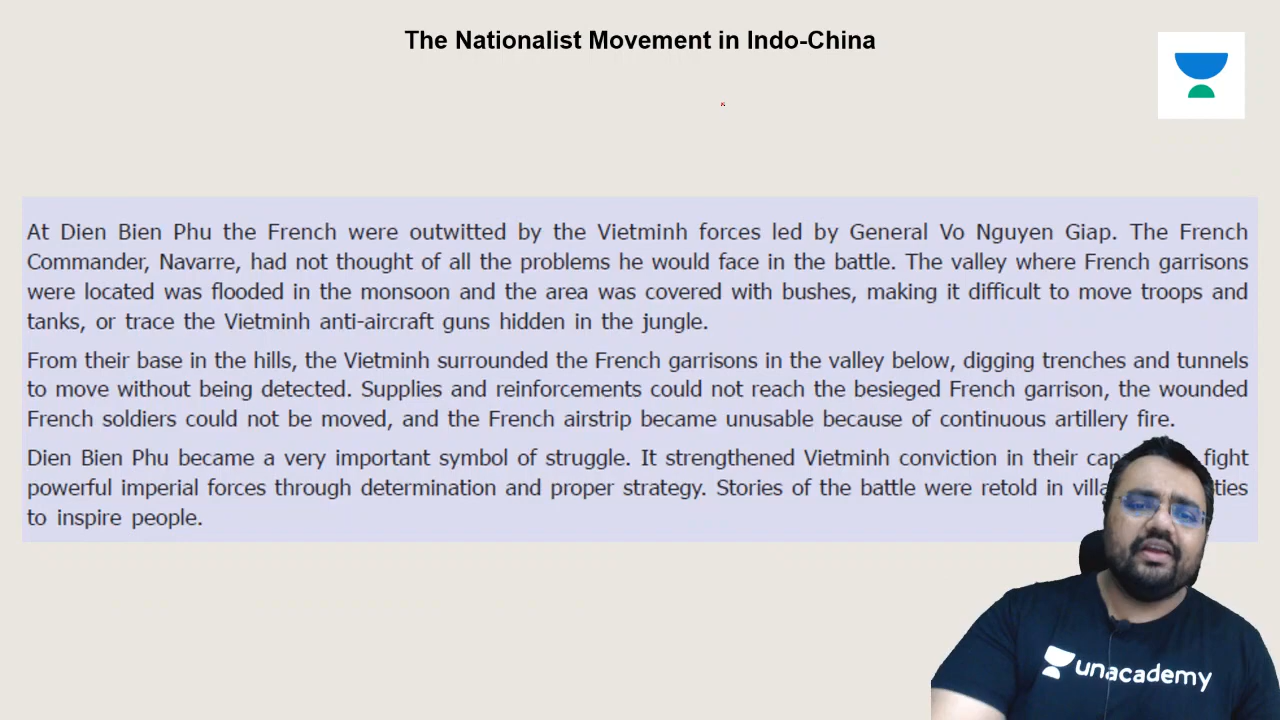 The Nationalist Movement in Indo-China
At Dien Bien Phu the French were outwitted by the Vietminh forces led by General Vo Nguyen Giap. The French
Commander, Navarre, had not thought of all the problems he would face in the battle. The valley where French garrisons
were located was flooded in the monsoon and the area was covered with bushes, making it difficult to move troops and
tanks, or trace the Vietminh anti-aircraft guns hidden in the jungle.
From their base in the hills, the Vietminh surrounded the French garrisons in the valley below, digging trenches and tunnels
to move without being detected. Supplies and reinforcements could not reach the besieged French garrison, the wounded
French soldiers could not be moved, and the French airstrip became unusable because of continuous artillery fire.
Dien Bien Phu became a very important symbol of struggle. It strengthened Vietminh conviction in their fight
powerful imperial forces through determination and proper strategy. Stories of the battle were retold in
to inspire people.
unacademy